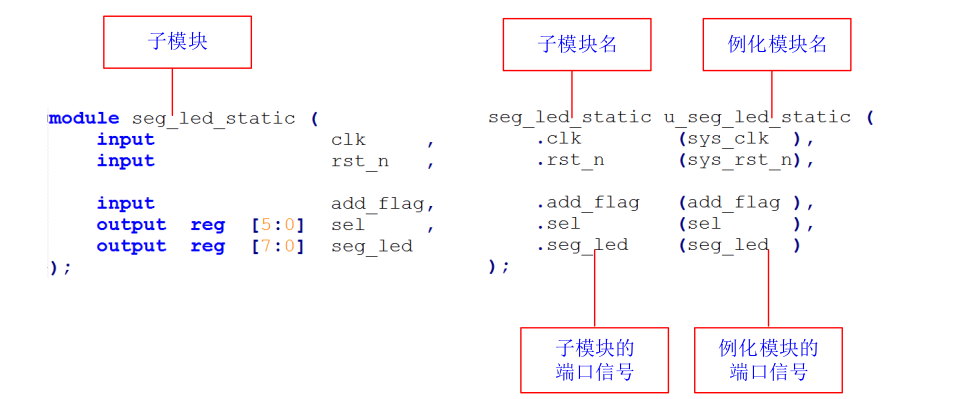 子模块
module seg_led_static (
input clk ,
input rst_n ,
input add_flag,
output reg [5:0] sel ,
output reg [7:0] seg_led
);
子模块名
例化模块名
seg_led_static u_seg_led_static (
.clk (sys_clk ),
.rst_n (sys_rst_n),
.add_flag (add_flag ),
.sel (sel ),
.seg_led (seg_led )
);
子模块的
端口信号
例化模块的
端口信号